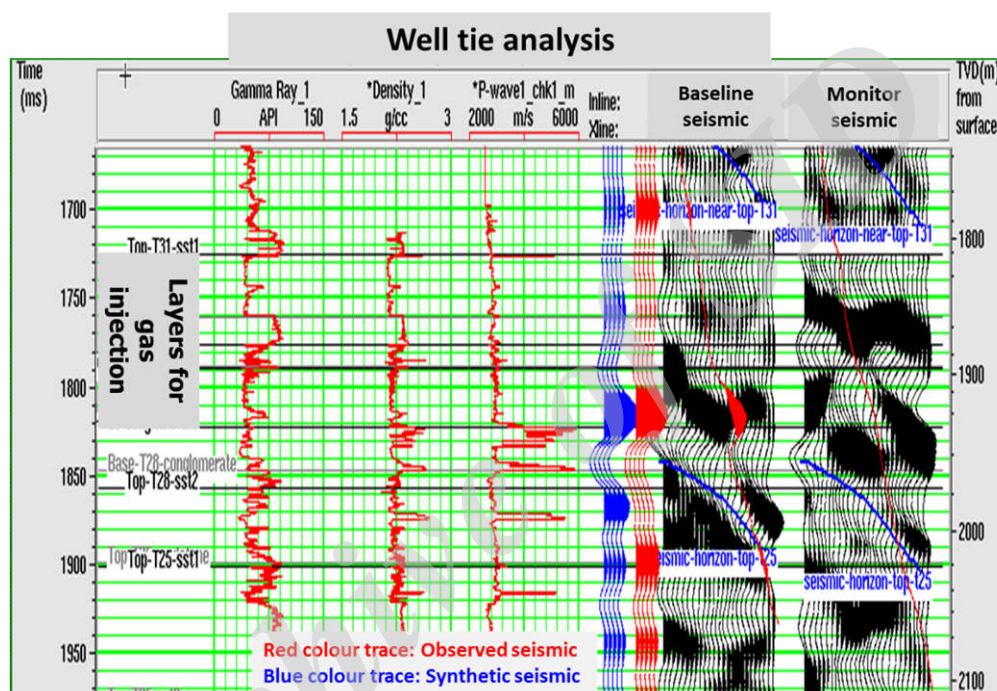 Well tie analysis
Time
(ms)
Gamma Ray_1
0 API 150
*Density_1
1.5 g/cc 3
*P-wave1_chk1_m
2000 m/s 6000
Inline:
Xline:
Baseline
seismic
Monitor
seismic
TVD(m)
from
surface
1700
1750
1800
1850
1900
1950
1800
1900
2000
2100
Top-T31-sst1
Layers for
gas
injection
Base-T28-conglomerate
Top-T28-sst2
Top-T25-sst1
seismic-horizon-near-top-T31
seismic-horizon-near-top-T31
seismic-horizon-top-t25
seismic-horizon-top-t25
Red colour trace: Observed seismic
Blue colour trace: Synthetic seismic